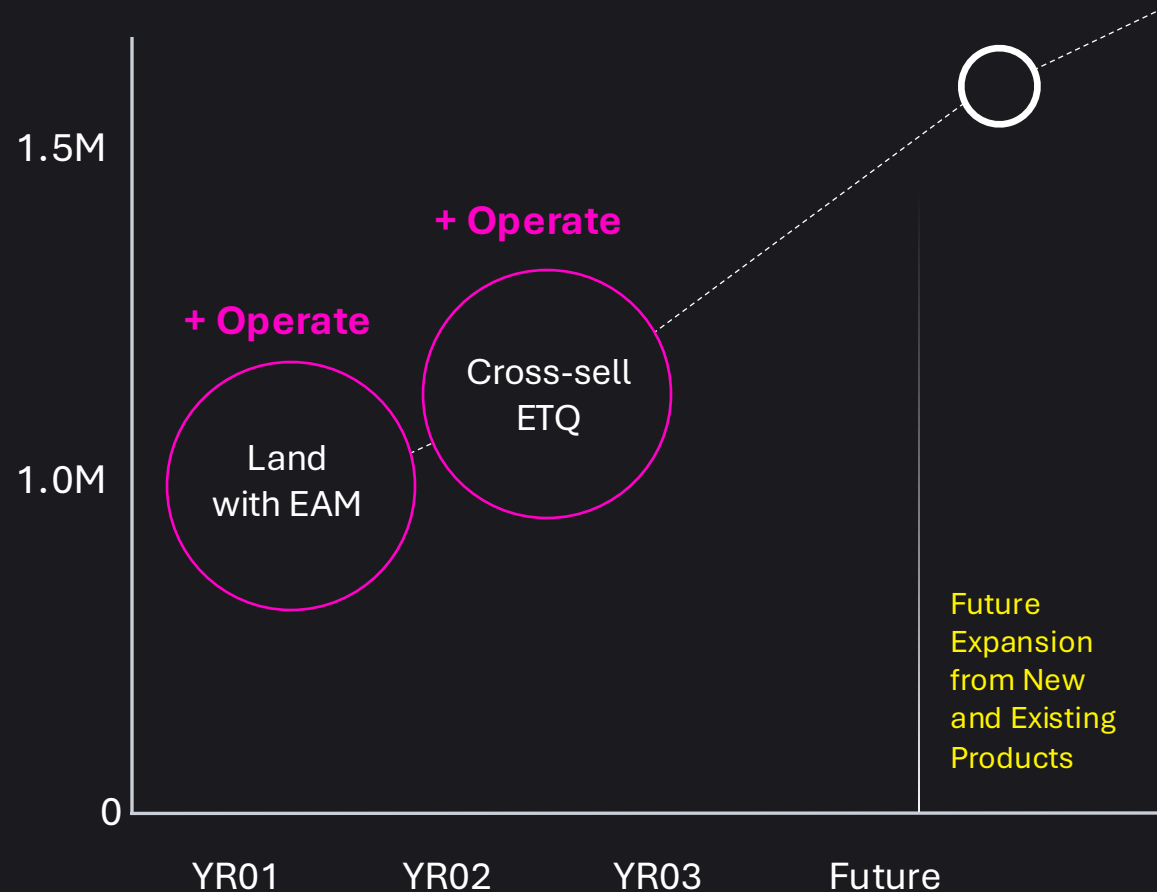 1.5M
+ Operate
+ Operate
Cross-sell
ETQ
Land
with EAM
1.0M
Future
Expansion
from New
and Existing
Products
0
YR01 YR02 YR03 Future